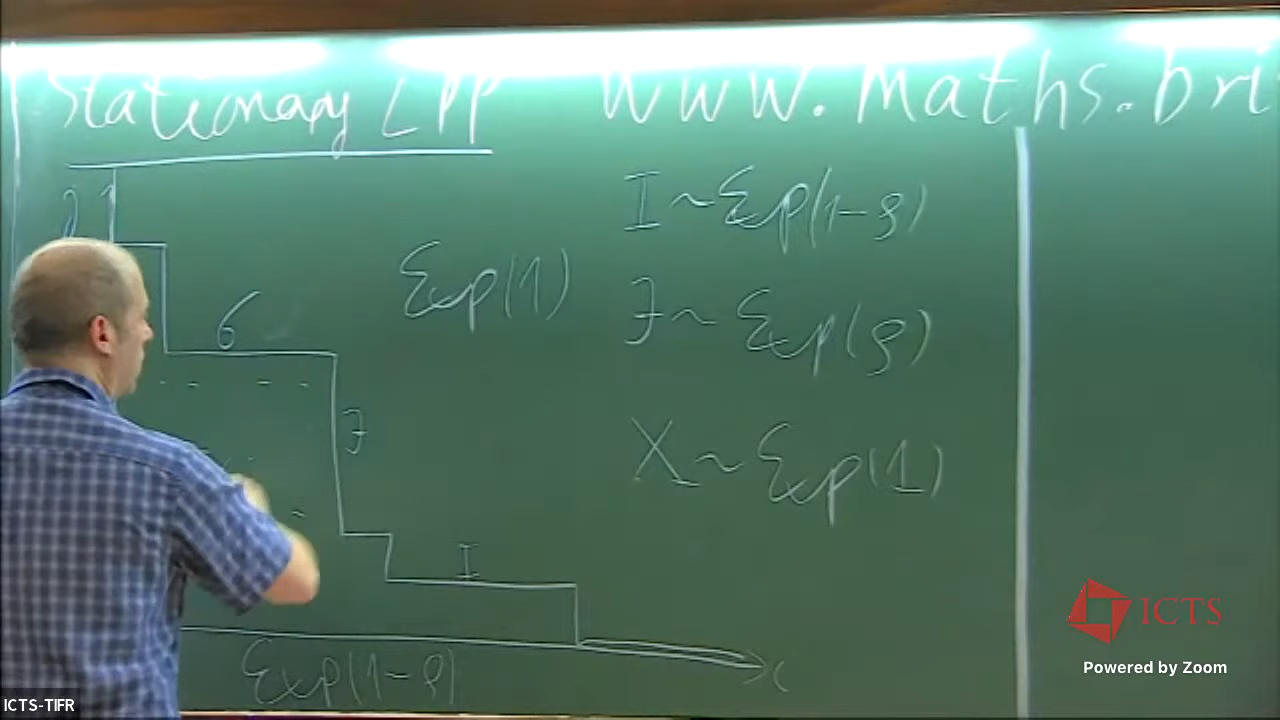 Stationary LPP
www.maths.bri
I ~ Exp(1-ρ)
Exp(1)
J ~ Exp(ρ)
6
J
X ~ Exp(1)
I
Exp(1-ρ)
ICTS
Powered by Zoom
ICTS-TIFR